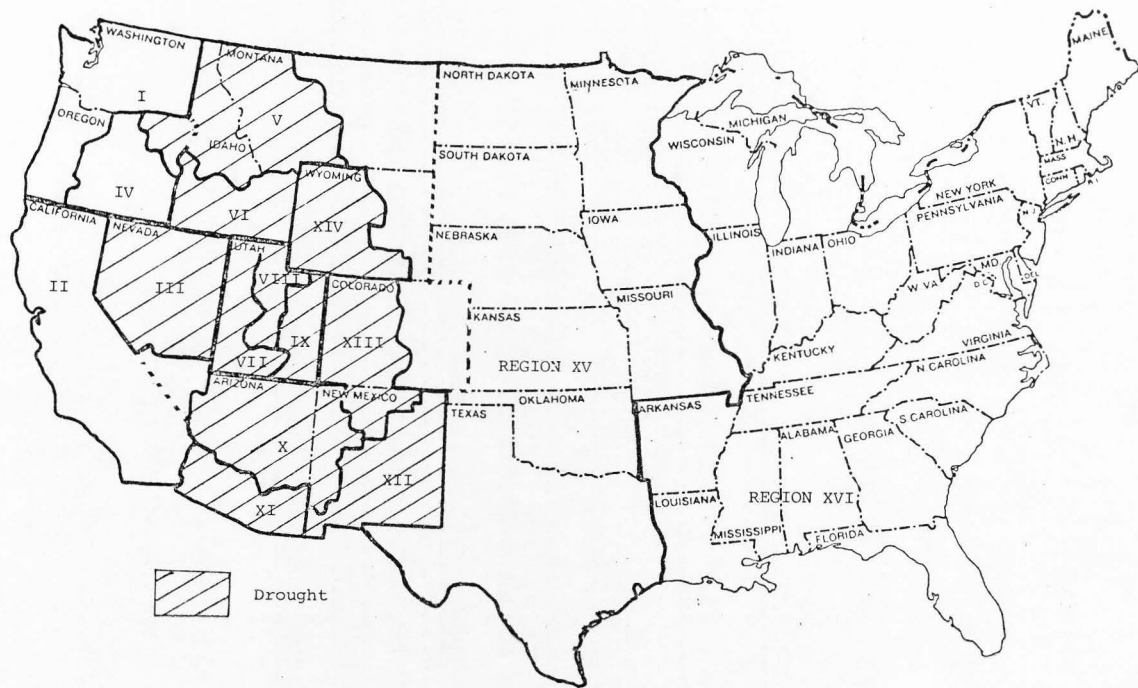 WASHINGTON
MONTANA
NORTH DAKOTA
MINNESOTA
MAINE
I
OREGON
V
IDAHO
MICHIGAN
WISCONSIN
VT.
N.H.
MASS
CONN
R.I.
SOUTH DAKOTA
WYOMING
NEW YORK
PENNSYLVANIA
N.J.
IV
VI
XIV
IOWA
CALIFORNIA
NEVADA
UTAH
NEBRASKA
ILLINOIS
INDIANA
OHIO
MD.
DEL.
D.C.
W. VA.
II
III
VIII
COLORADO
MISSOURI
IX
XIII
KANSAS
VIRGINIA
KENTUCKY
VII
REGION XV
N CAROLINA
ARIZONA
NEW MEXICO
OKLAHOMA
TENNESSEE
TEXAS
ARKANSAS
S CAROLINA
ALABAMA
GEORGIA
X
XII
XI
LOUISIANA
REGION XVI
MISSISSIPPI
FLORIDA
Drought